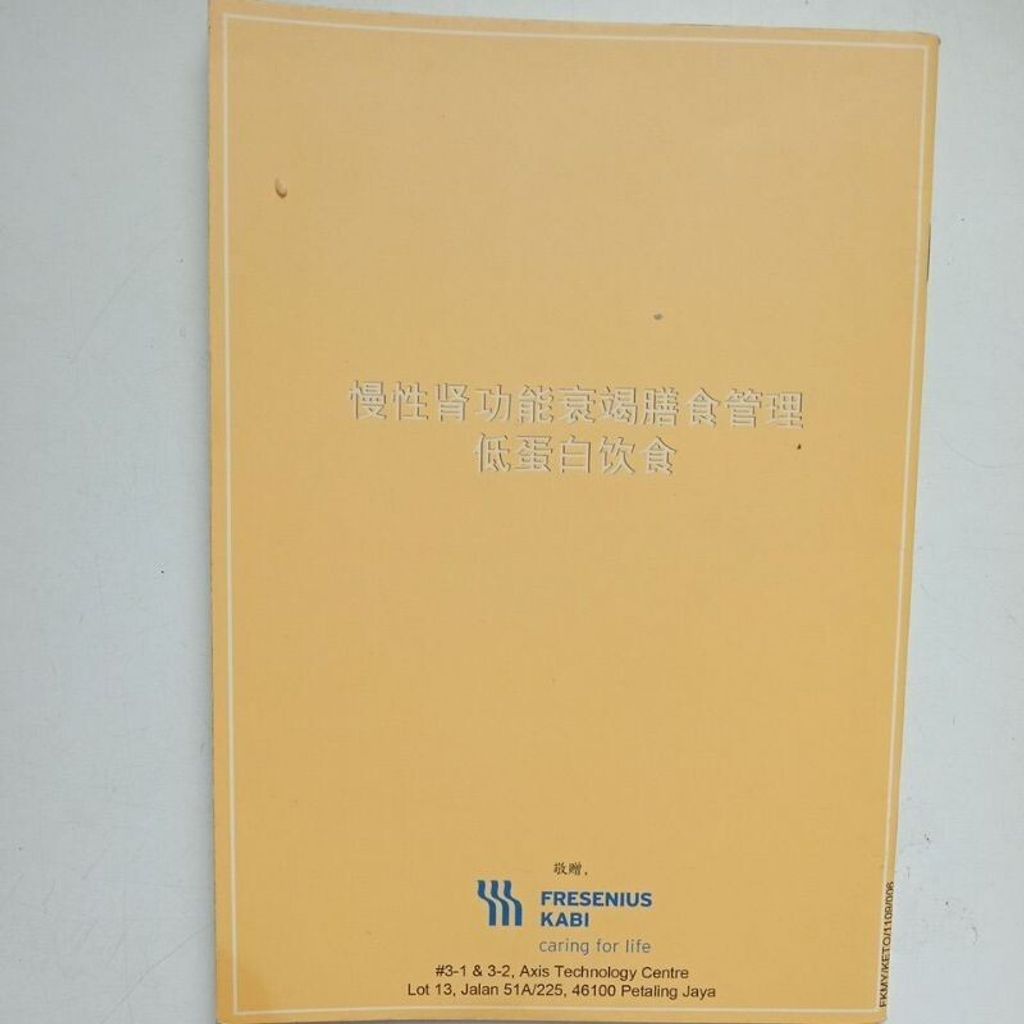 慢性肾功能衰竭膳食管理
低蛋白饮食
敬赠,
FRESENIUS
KABI
caring for life
#3-1 & 3-2, Axis Technology Centre
Lot 13, Jalan 51A/225, 46100 Petaling Jaya
FKMY/KETO/1109/006